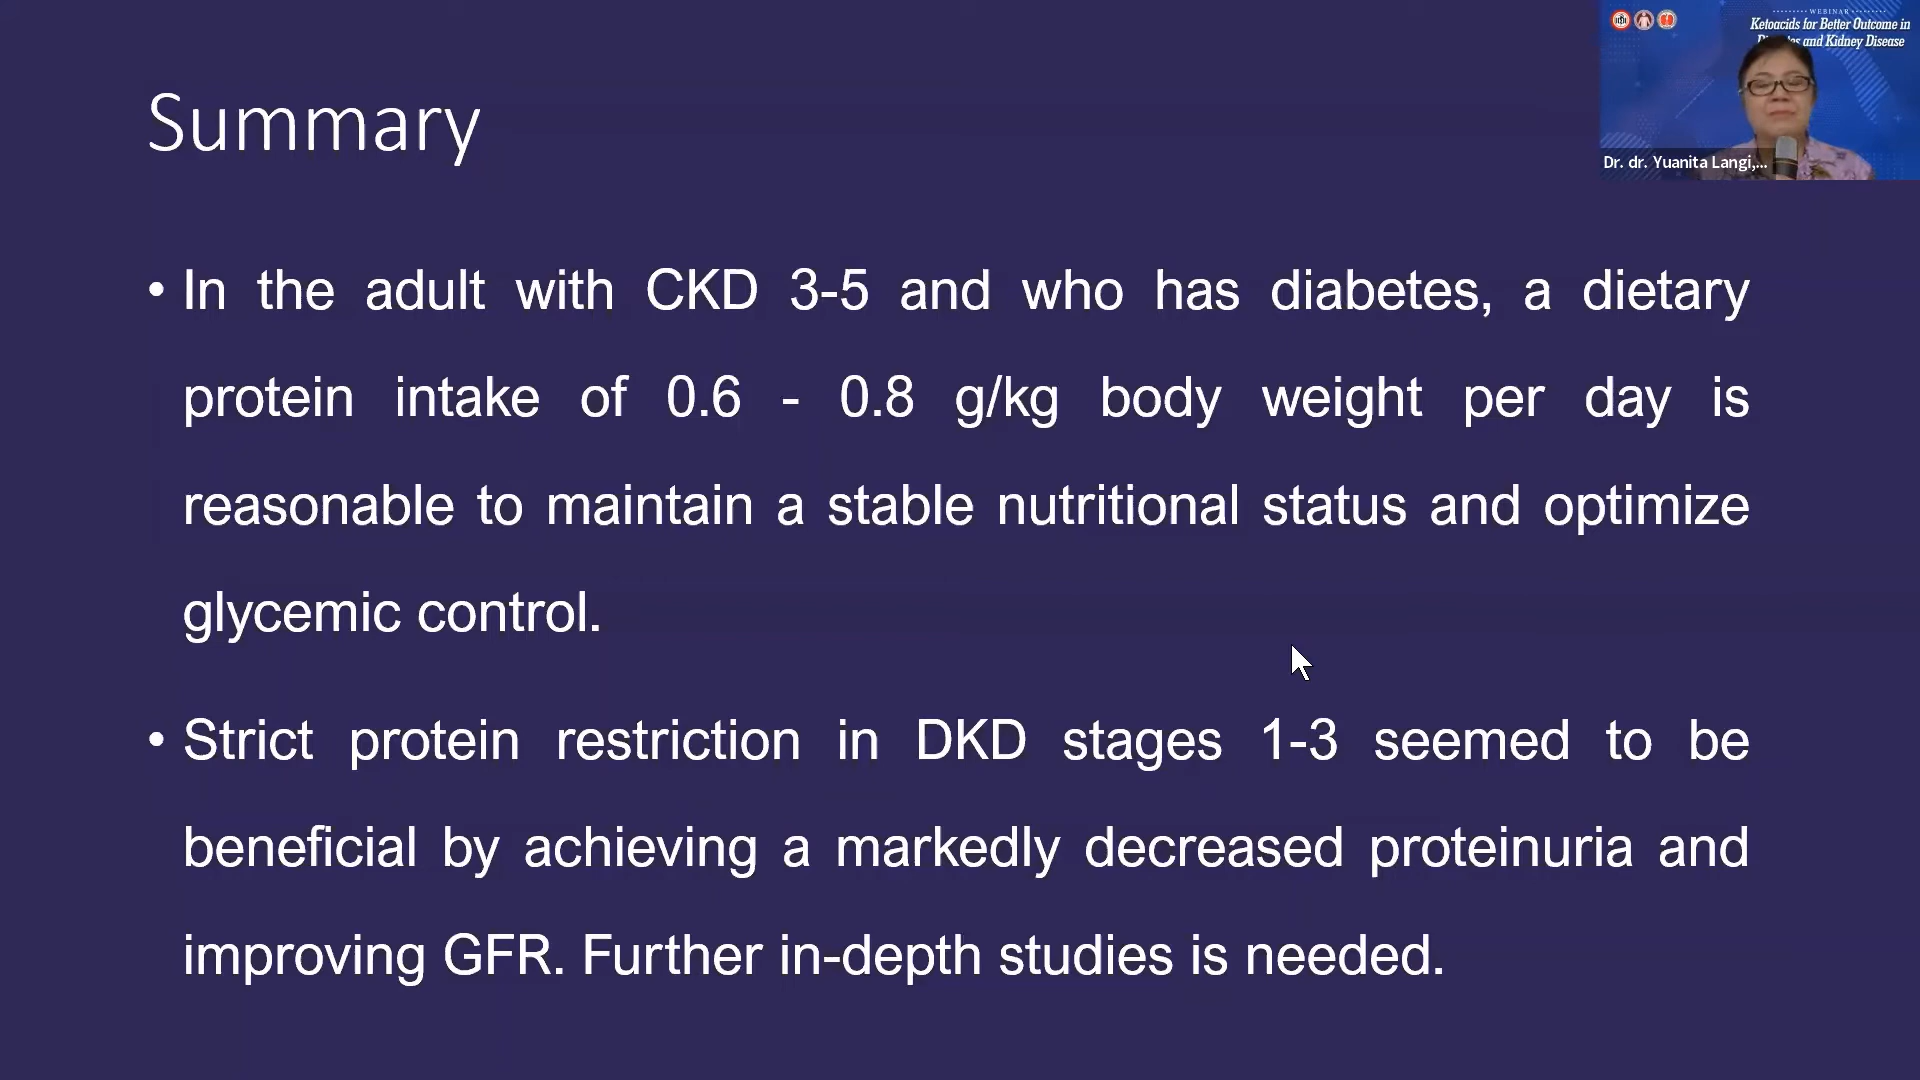 Summary
• In the adult with CKD 3-5 and who has diabetes, a dietary
protein intake of 0.6 - 0.8 g/kg body weight per day is
reasonable to maintain a stable nutritional status and optimize
glycemic control.
• Strict protein restriction in DKD stages 1-3 seemed to be
beneficial by achieving a markedly decreased proteinuria and
improving GFR. Further in-depth studies is needed.
WEBINAR
Ketoacids for Better Outcome in
and Kidney Disease
Dr. dr. Yuanita Langi,...